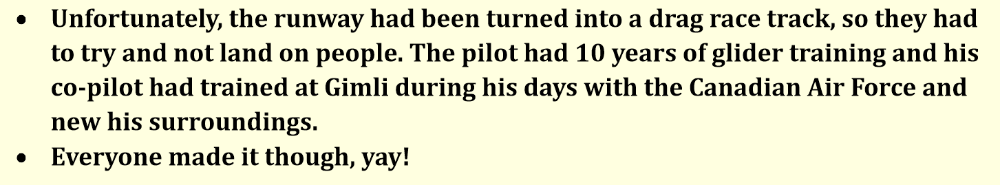 • Unfortunately, the runway had been turned into a drag race track, so they had
to try and not land on people. The pilot had 10 years of glider training and his
co-pilot had trained at Gimli during his days with the Canadian Air Force and
new his surroundings.
• Everyone made it though, yay!